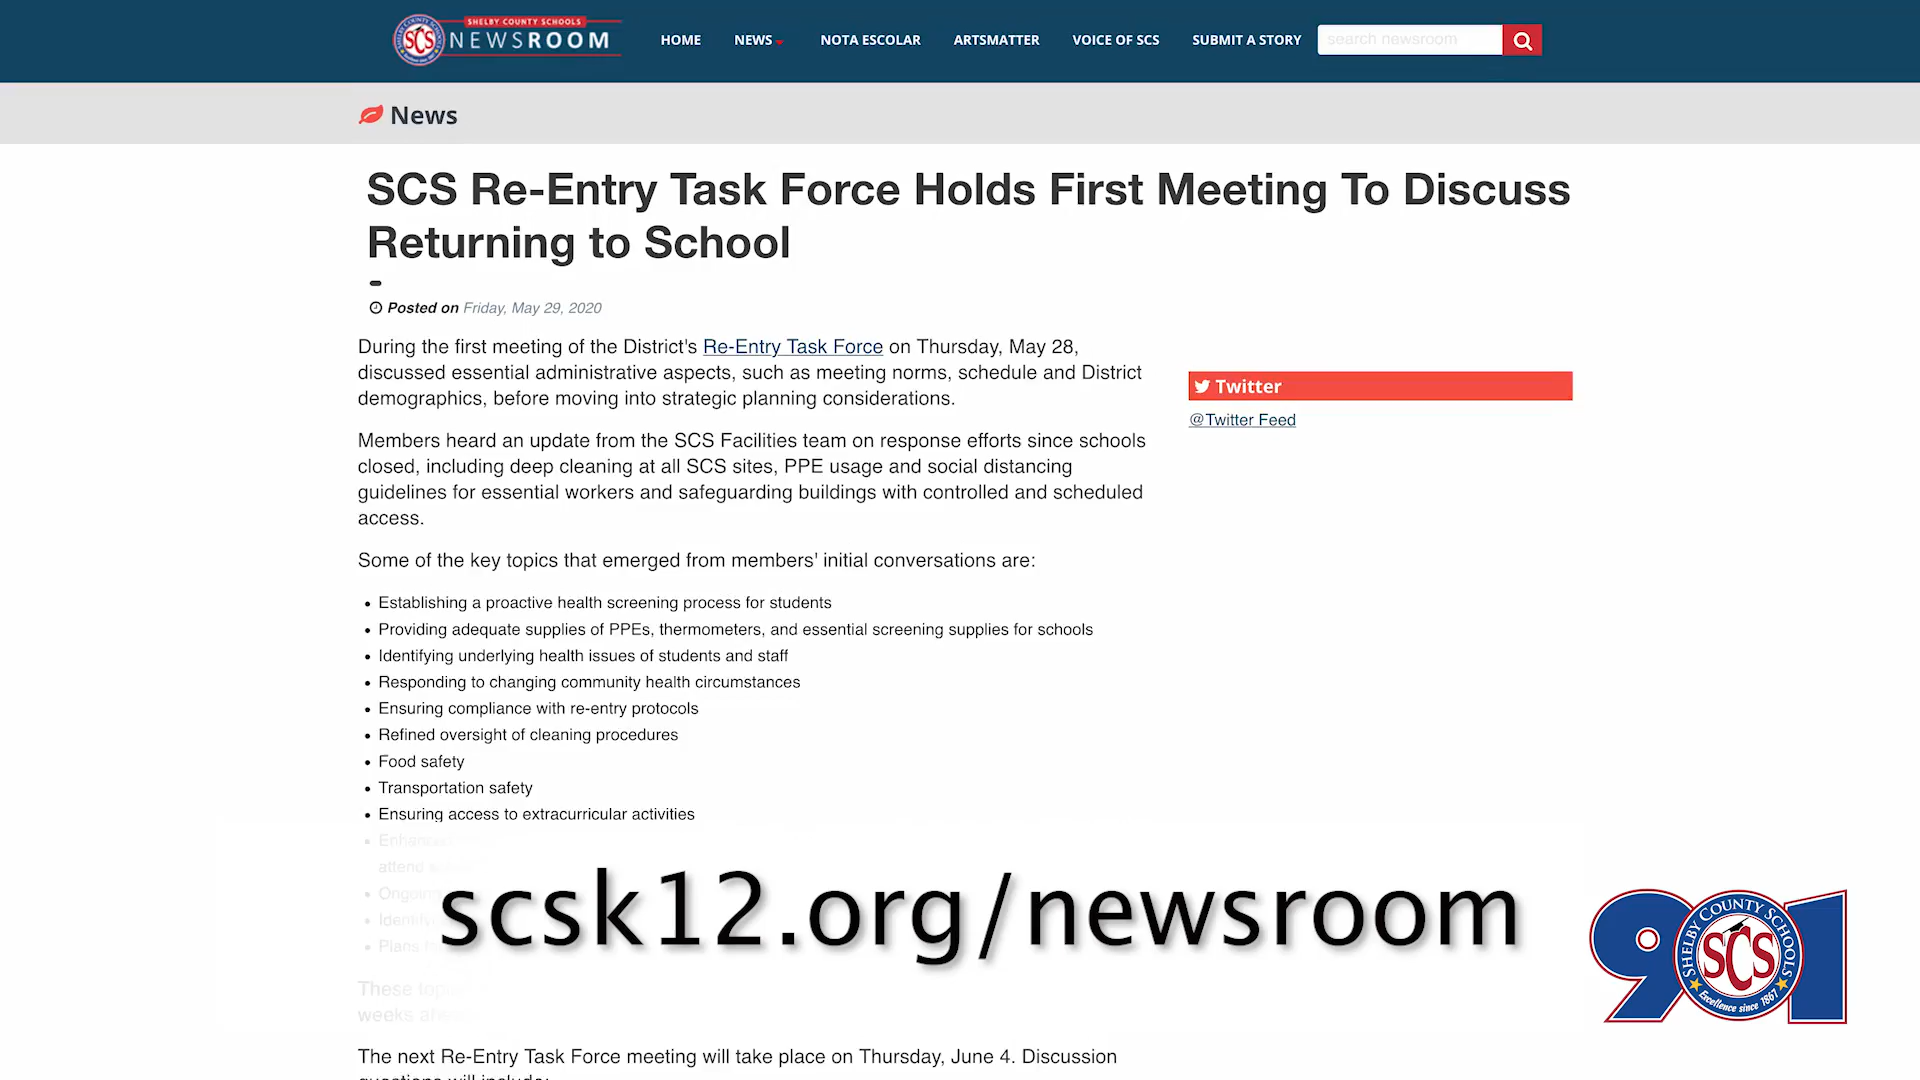 SHELBY COUNTY SCHOOLS
SCS NEWSROOM HOME NEWS NOTA ESCOLAR ARTSMATTER VOICE OF SCS SUBMIT A STORY search newsroom
News
SCS Re-Entry Task Force Holds First Meeting To Discuss
Returning to School
-
Posted on Friday, May 29, 2020
During the first meeting of the District's Re-Entry Task Force on Thursday, May 28,
discussed essential administrative aspects, such as meeting norms, schedule and District
demographics, before moving into strategic planning considerations.
Twitter
@Twitter Feed
Members heard an update from the SCS Facilities team on response efforts since schools
closed, including deep cleaning at all SCS sites, PPE usage and social distancing
guidelines for essential workers and safeguarding buildings with controlled and scheduled
access.
Some of the key topics that emerged from members' initial conversations are:
• Establishing a proactive health screening process for students
• Providing adequate supplies of PPEs, thermometers, and essential screening supplies for schools
• Identifying underlying health issues of students and staff
• Responding to changing community health circumstances
• Ensuring compliance with re-entry protocols
• Refined oversight of cleaning procedures
• Food safety
• Transportation safety
• Ensuring access to extracurricular activities
• Enhanced
attend
• Ongoing
• Plans
scsk12.org/newsroom
These
weeks
901
SHELBY COUNTY SCHOOLS
SCS
Excellence since 1867
The next Re-Entry Task Force meeting will take place on Thursday, June 4. Discussion
questions will include: